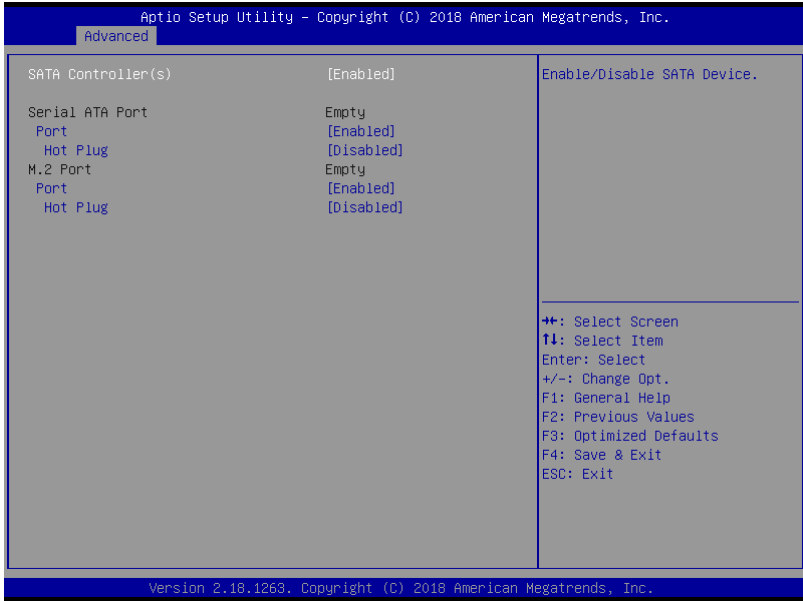 Aptio Setup Utility – Copyright (C) 2018 American Megatrends, Inc.
Advanced
SATA Controller(s) [Enabled]
Serial ATA Port Empty
Port [Enabled]
Hot Plug [Disabled]
M.2 Port Empty
Port [Enabled]
Hot Plug [Disabled]
Enable/Disable SATA Device.
→←: Select Screen
↑↓: Select Item
Enter: Select
+/-: Change Opt.
F1: General Help
F2: Previous Values
F3: Optimized Defaults
F4: Save & Exit
ESC: Exit
Version 2.18.1263. Copyright (C) 2018 American Megatrends, Inc.